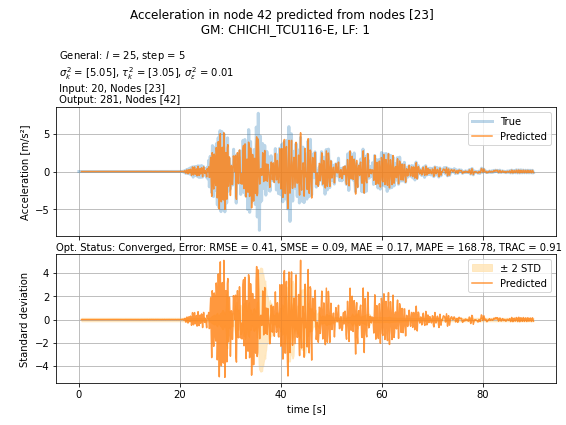 Acceleration in node 42 predicted from nodes [23]
GM: CHICHI_TCU116-E, LF: 1
General: l = 25, step = 5
σ²ₖ = [5.05], τ²ₖ = [3.05], σ²ε = 0.01
Input: 20, Nodes [23]
Output: 281, Nodes [42]
Acceleration [m/s²]
5
0
−5
True
Predicted
Opt. Status: Converged, Error: RMSE = 0.41, SMSE = 0.09, MAE = 0.17, MAPE = 168.78, TRAC = 0.91
Standard deviation
4
2
0
−2
−4
± 2 STD
Predicted
0 20 40 60 80
time [s]